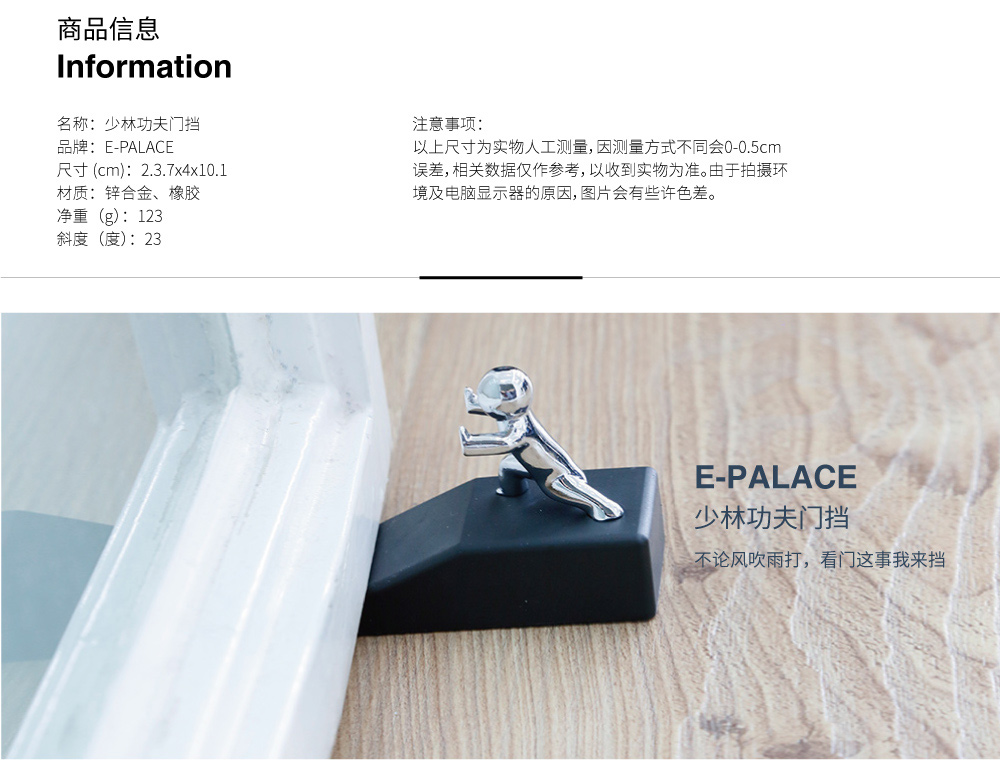 商品信息
Information
名称：少林功夫门挡
品牌：E-PALACE
尺寸 (cm)：2.3.7x4x10.1
材质：锌合金、橡胶
净重（g）：123
斜度（度）：23
注意事项：
以上尺寸为实物人工测量，因测量方式不同会0-0.5cm
误差，相关数据仅作参考，以收到实物为准。由于拍摄环
境及电脑显示器的原因，图片会有些许色差。
E-PALACE
少林功夫门挡
不论风吹雨打，看门这事我来挡